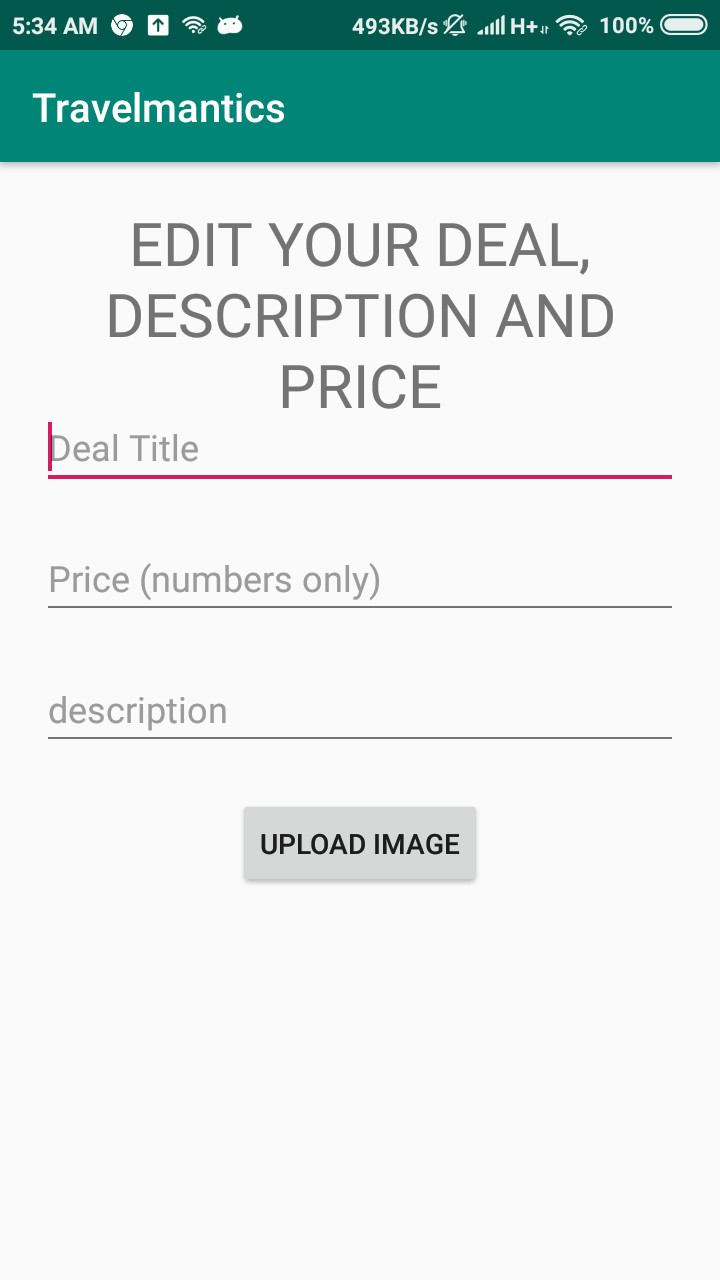 5:34 AM 493KB/s H+ 100%
Travelmantics
EDIT YOUR DEAL,
DESCRIPTION AND
PRICE
Deal Title
Price (numbers only)
description
UPLOAD IMAGE